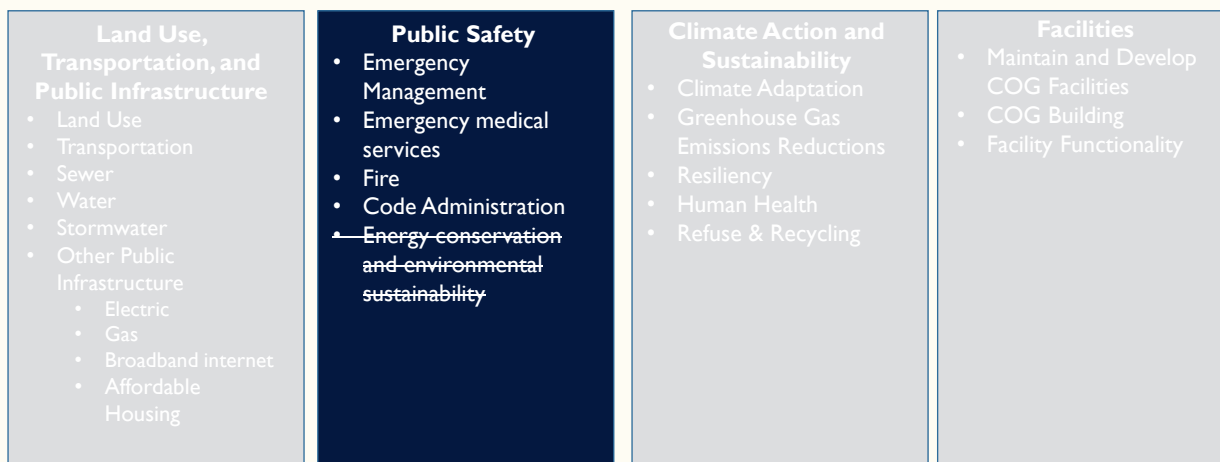 Land Use,
Transportation, and
Public Infrastructure
• Land Use
• Transportation
• Sewer
• Water
• Stormwater
• Other Public
Infrastructure
• Electric
• Gas
• Broadband internet
• Affordable
Housing
Public Safety
• Emergency
Management
• Emergency medical
services
• Fire
• Code Administration
• Energy conservation
and environmental
sustainability
Climate Action and
Sustainability
• Climate Adaptation
• Greenhouse Gas
Emissions Reductions
• Resiliency
• Human Health
• Refuse & Recycling
Facilities
• Maintain and Develop
COG Facilities
• COG Building
• Facility Functionality